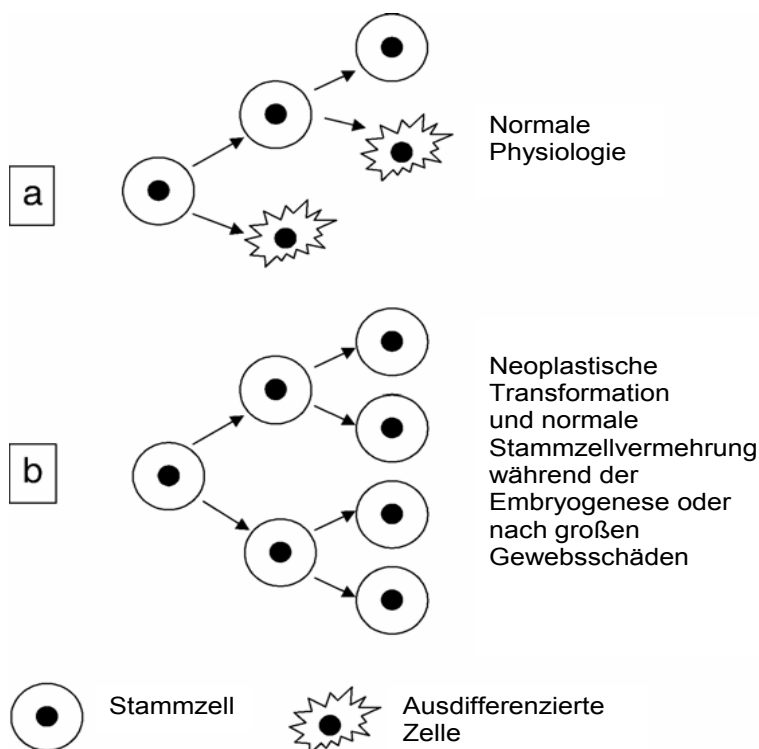 a
Normale
Physiologie
b
Neoplastische
Transformation
und normale
Stammzellvermehrung
während der
Embryogenese oder
nach großen
Gewebsschäden
Stammzell
Ausdifferenzierte
Zelle